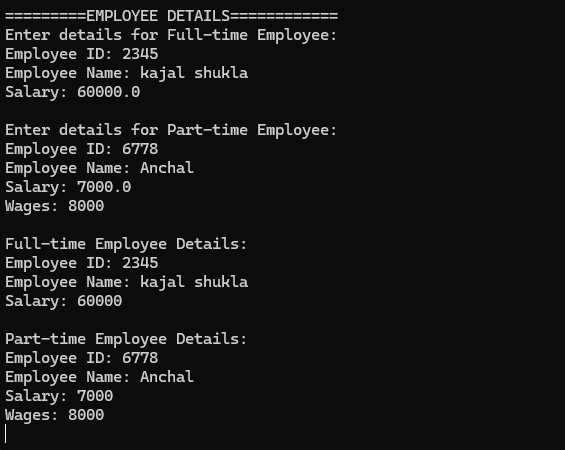 =========EMPLOYEE DETAILS============
Enter details for Full-time Employee:
Employee ID: 2345
Employee Name: kajal shukla
Salary: 60000.0

Enter details for Part-time Employee:
Employee ID: 6778
Employee Name: Anchal
Salary: 7000.0
Wages: 8000

Full-time Employee Details:
Employee ID: 2345
Employee Name: kajal shukla
Salary: 60000

Part-time Employee Details:
Employee ID: 6778
Employee Name: Anchal
Salary: 7000
Wages: 8000